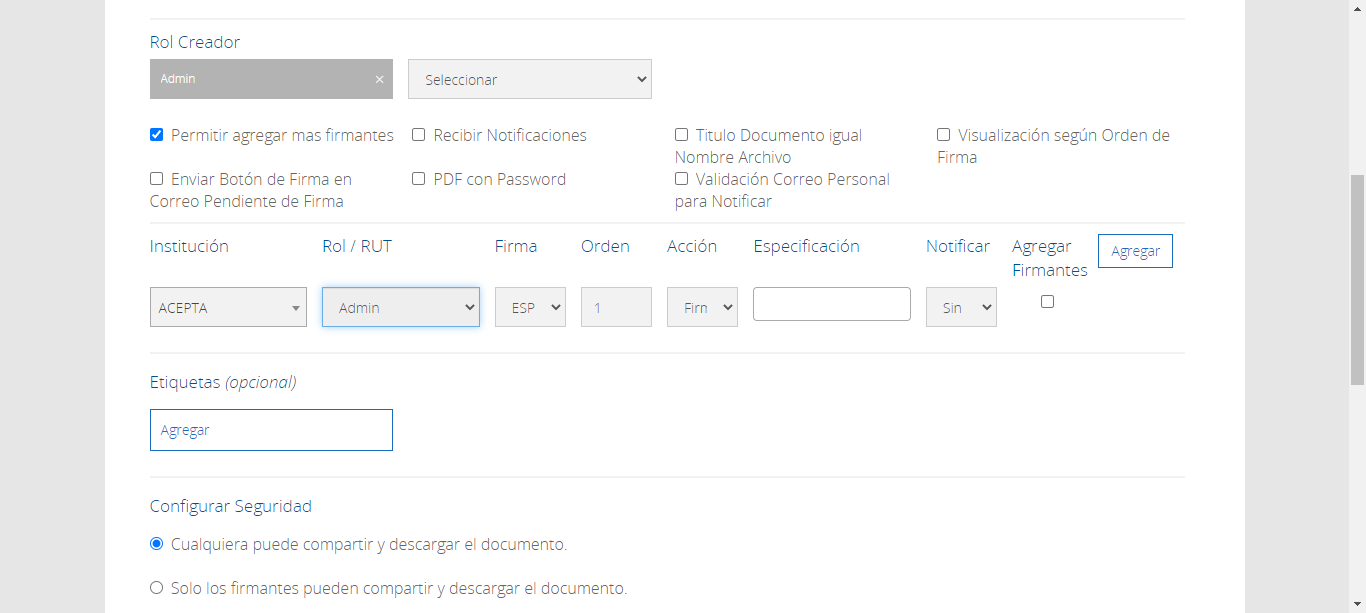 Rol Creador
Admin ×
Seleccionar
Permitir agregar mas firmantes
Recibir Notificaciones
Titulo Documento igual
Nombre Archivo
Visualización según Orden de
Firma
Enviar Botón de Firma en
Correo Pendiente de Firma
PDF con Password
Validación Correo Personal
para Notificar
Institución Rol / RUT Firma Orden Acción Especificación Notificar Agregar
Firmantes
Agregar
ACEPTA Admin ESP 1 Firn Sin
Etiquetas (opcional)
Agregar
Configurar Seguridad
Cualquiera puede compartir y descargar el documento.
Solo los firmantes pueden compartir y descargar el documento.